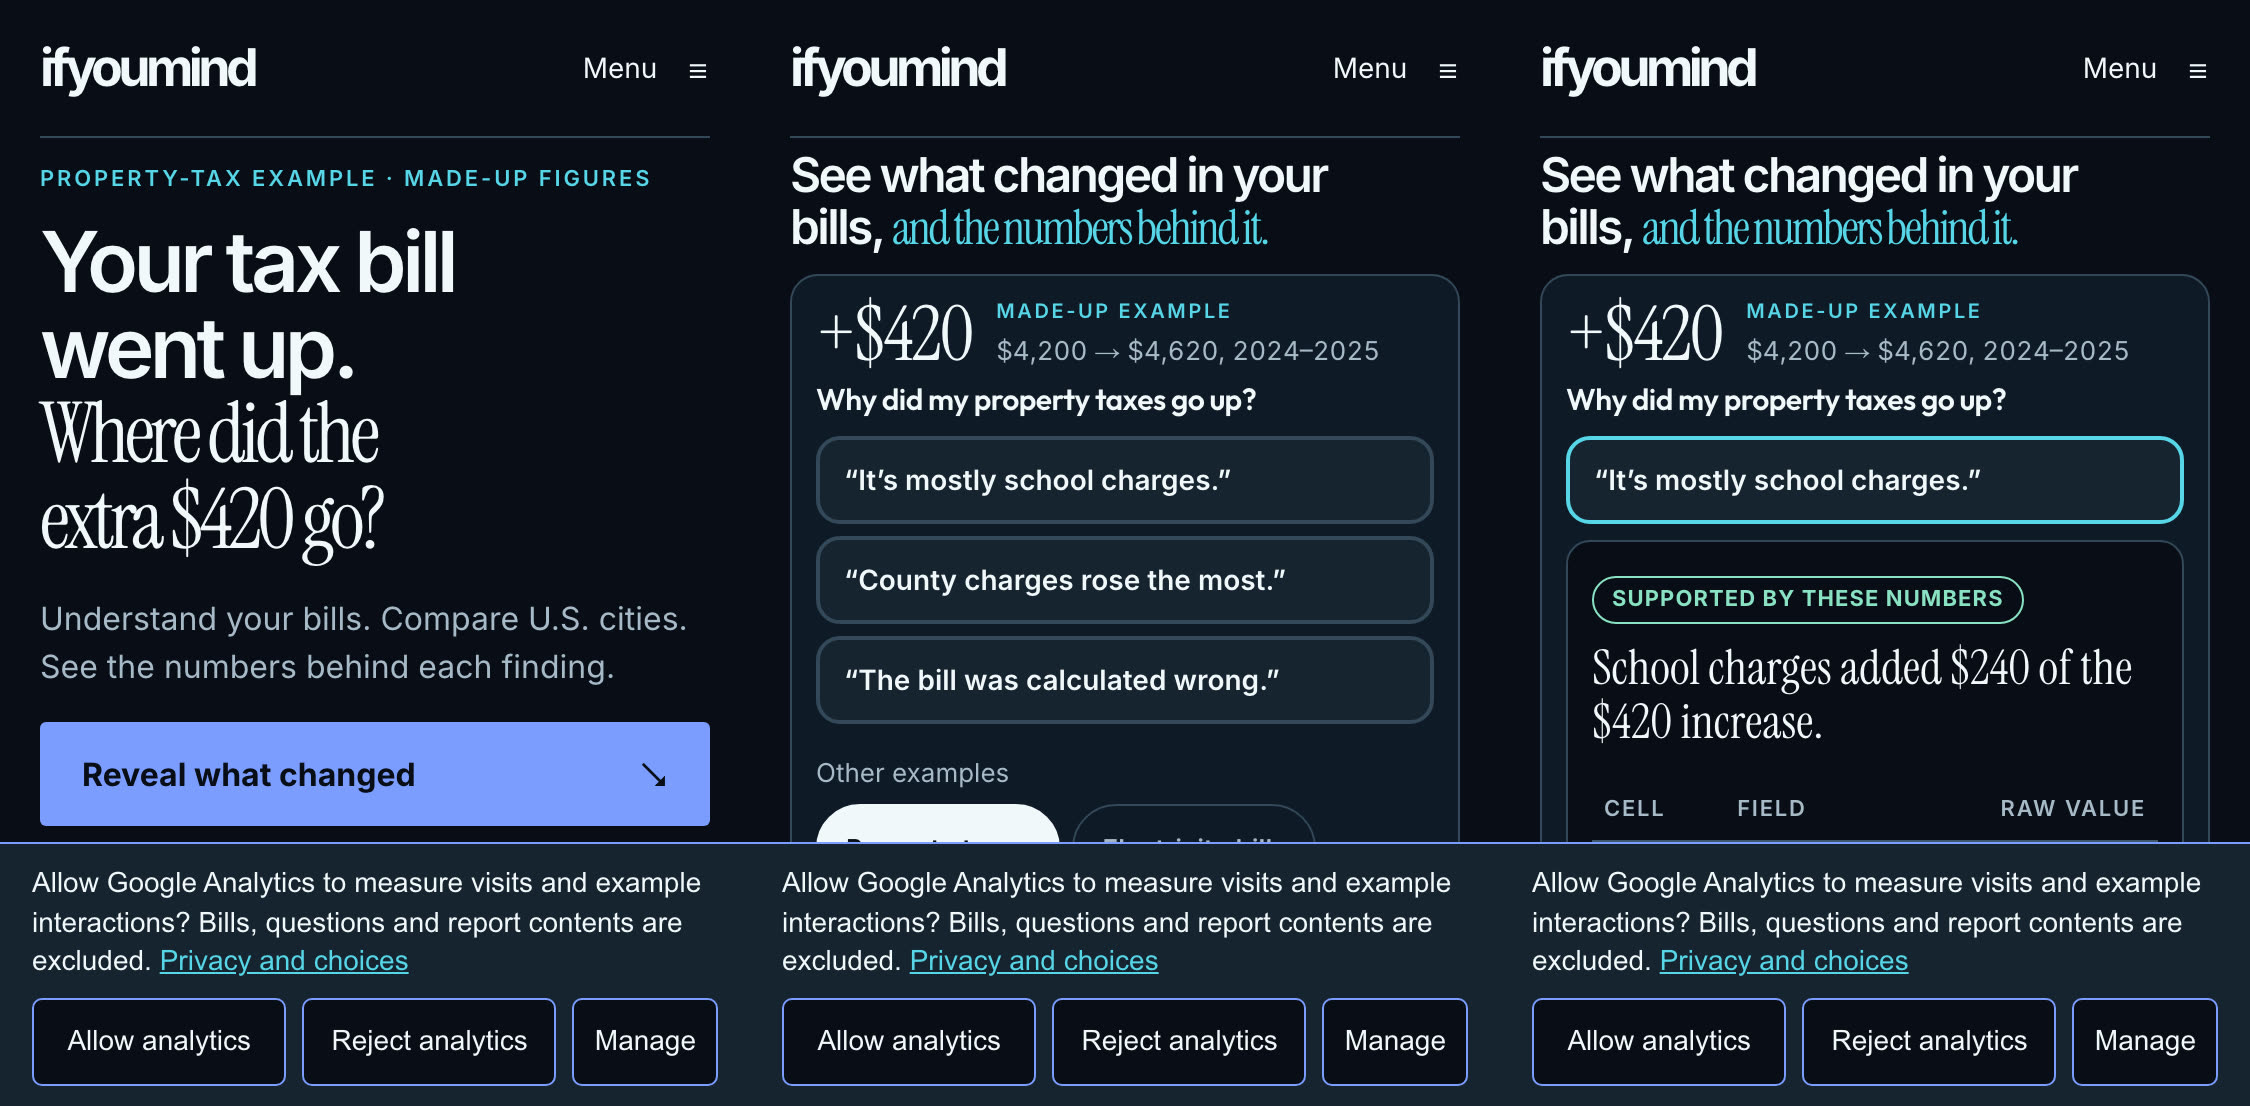 ifyoumind
Menu ≡
PROPERTY-TAX EXAMPLE · MADE-UP FIGURES
Your tax bill
went up.
Where did the
extra $420 go?
Understand your bills. Compare U.S. cities.
See the numbers behind each finding.
Reveal what changed ↘
Allow Google Analytics to measure visits and example
interactions? Bills, questions and report contents are
excluded. Privacy and choices
Allow analytics
Reject analytics
Manage
ifyoumind
Menu ≡
See what changed in your
bills, and the numbers behind it.
+$420
MADE-UP EXAMPLE
$4,200 → $4,620, 2024–2025
Why did my property taxes go up?
“It’s mostly school charges.”
“County charges rose the most.”
“The bill was calculated wrong.”
Other examples
Allow Google Analytics to measure visits and example
interactions? Bills, questions and report contents are
excluded. Privacy and choices
Allow analytics
Reject analytics
Manage
ifyoumind
Menu ≡
See what changed in your
bills, and the numbers behind it.
+$420
MADE-UP EXAMPLE
$4,200 → $4,620, 2024–2025
Why did my property taxes go up?
“It’s mostly school charges.”
SUPPORTED BY THESE NUMBERS
School charges added $240 of the
$420 increase.
CELL FIELD RAW VALUE
Allow Google Analytics to measure visits and example
interactions? Bills, questions and report contents are
excluded. Privacy and choices
Allow analytics
Reject analytics
Manage